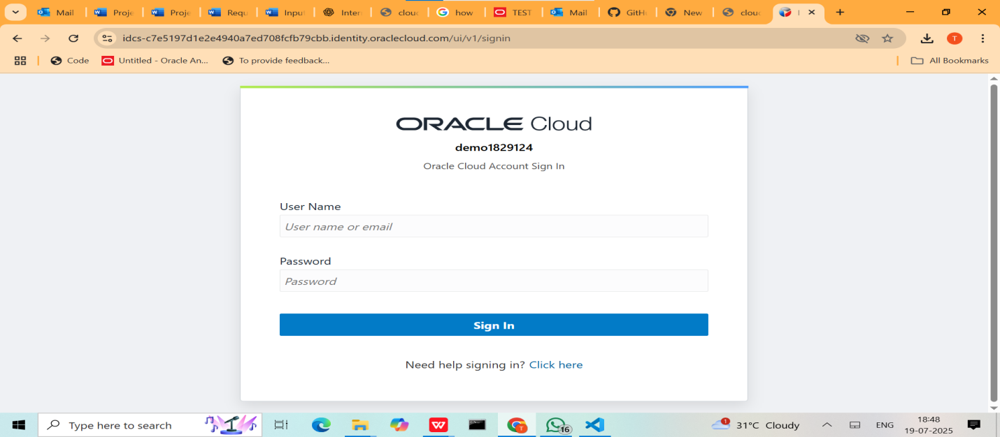 Mail Proje Proje Requ Input Inter clou how TEST Mail GitH New clou
idcs-c7e5197d1e2e4940a7ed708fcfb79cbb.identity.oraclecloud.com/ui/v1/signin T
Code Untitled - Oracle An... To provide feedback... All Bookmarks
ORACLE Cloud
demo1829124
Oracle Cloud Account Sign In
User Name
User name or email
Password
Password
Sign In
Need help signing in? Click here
Type here to search 16 1 31°C Cloudy ENG 18:48
19-07-2025